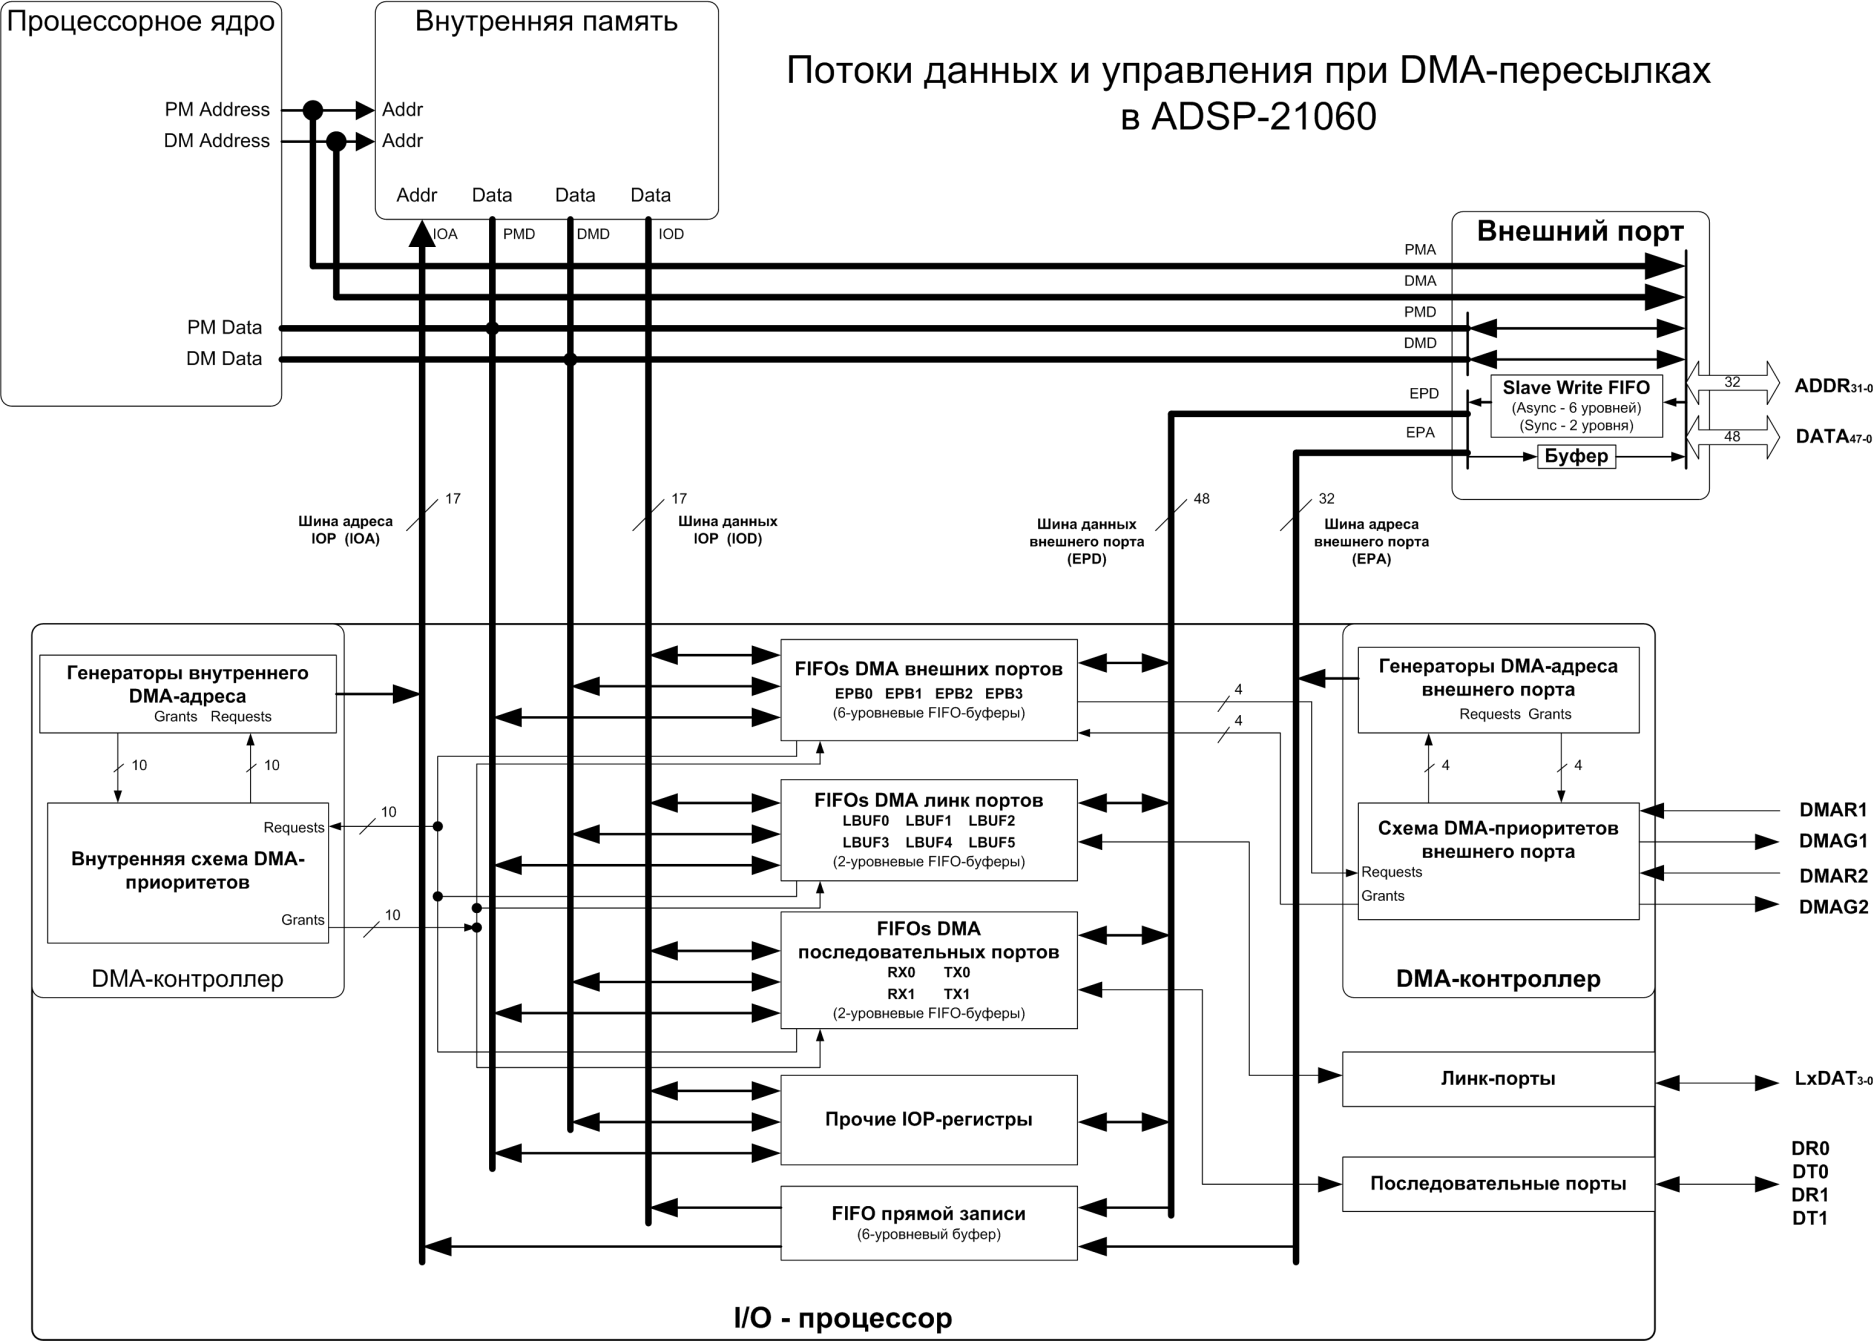 Процессорное ядро
PM Address
DM Address
PM Data
DM Data
Внутренняя память
Addr
Addr
Addr Data Data Data
IOA PMD DMD IOD
Потоки данных и управления при DMA-пересылках
в ADSP-21060
Внешний порт
PMA
DMA
PMD
DMD
EPD
EPA
Slave Write FIFO
(Async - 6 уровней)
(Sync - 2 уровня)
Буфер
32
ADDR31-0
48
DATA47-0
17
Шина адреса
IOP (IOA)
17
Шина данных
IOP (IOD)
48
Шина данных
внешнего порта
(EPD)
32
Шина адреса
внешнего порта
(EPA)
Генераторы внутреннего
DMA-адреса
Grants Requests
10
10
Requests
10
Внутренняя схема DMA-
приоритетов
Grants
10
DMA-контроллер
FIFOs DMA внешних портов
EPB0 EPB1 EPB2 EPB3
(6-уровневые FIFO-буферы)
4
4
FIFOs DMA линк портов
LBUF0 LBUF1 LBUF2
LBUF3 LBUF4 LBUF5
(2-уровневые FIFO-буферы)
FIFOs DMA
последовательных портов
RX0 TX0
RX1 TX1
(2-уровневые FIFO-буферы)
Прочие IOP-регистры
FIFO прямой записи
(6-уровневый буфер)
Генераторы DMA-адреса
внешнего порта
Requests Grants
4
4
Схема DMA-приоритетов
внешнего порта
Requests
Grants
DMA-контроллер
DMAR1
DMAG1
DMAR2
DMAG2
Линк-порты
LxDAT3-0
Последовательные порты
DR0
DT0
DR1
DT1
I/O - процессор